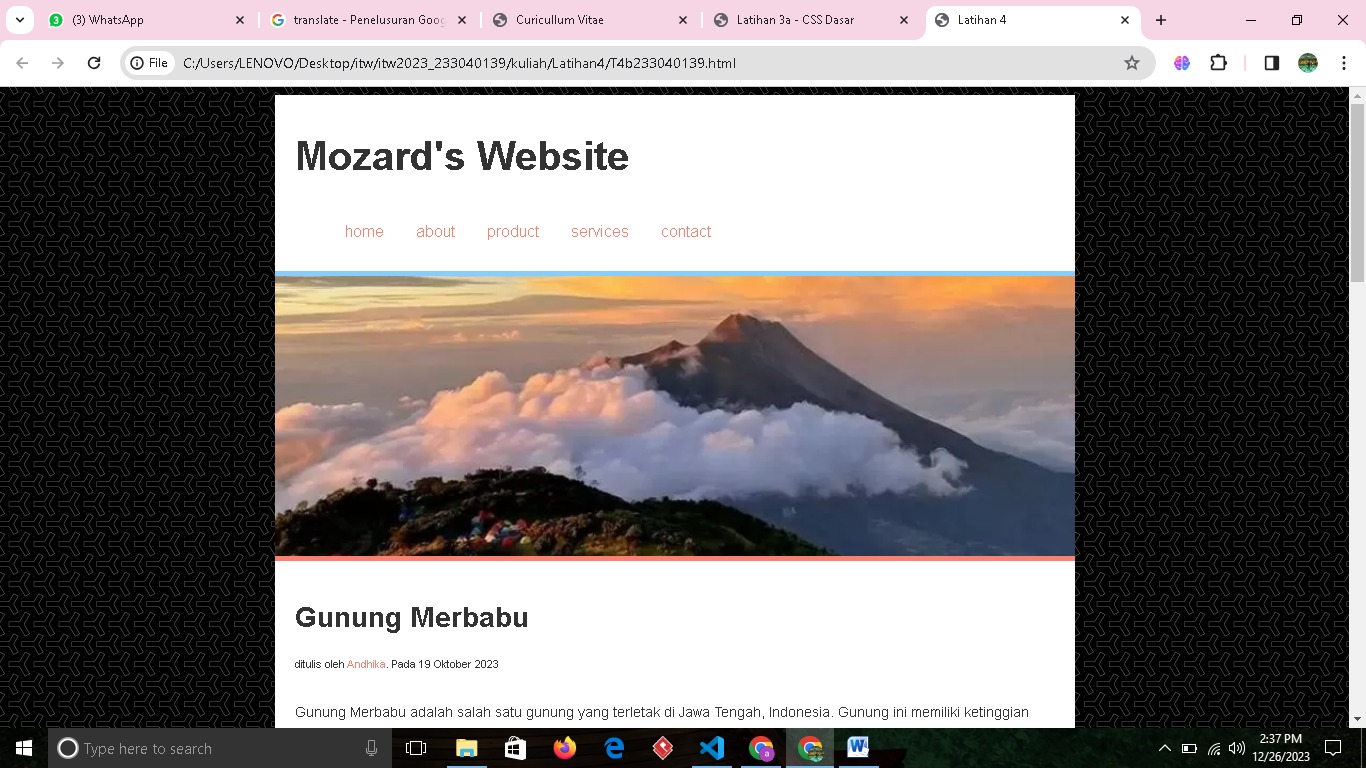 (3) WhatsApp
translate - Penelusuran Goog
Curicullum Vitae
Latihan 3a - CSS Dasar
Latihan 4
File
C:/Users/LENOVO/Desktop/itw/itw2023_233040139/kuliah/Latihan4/T4b233040139.html
Mozard's Website
home about product services contact
Gunung Merbabu
ditulis oleh Andhika. Pada 19 Oktober 2023
Gunung Merbabu adalah salah satu gunung yang terletak di Jawa Tengah, Indonesia. Gunung ini memiliki ketinggian
Type here to search
2:37 PM
12/26/2023